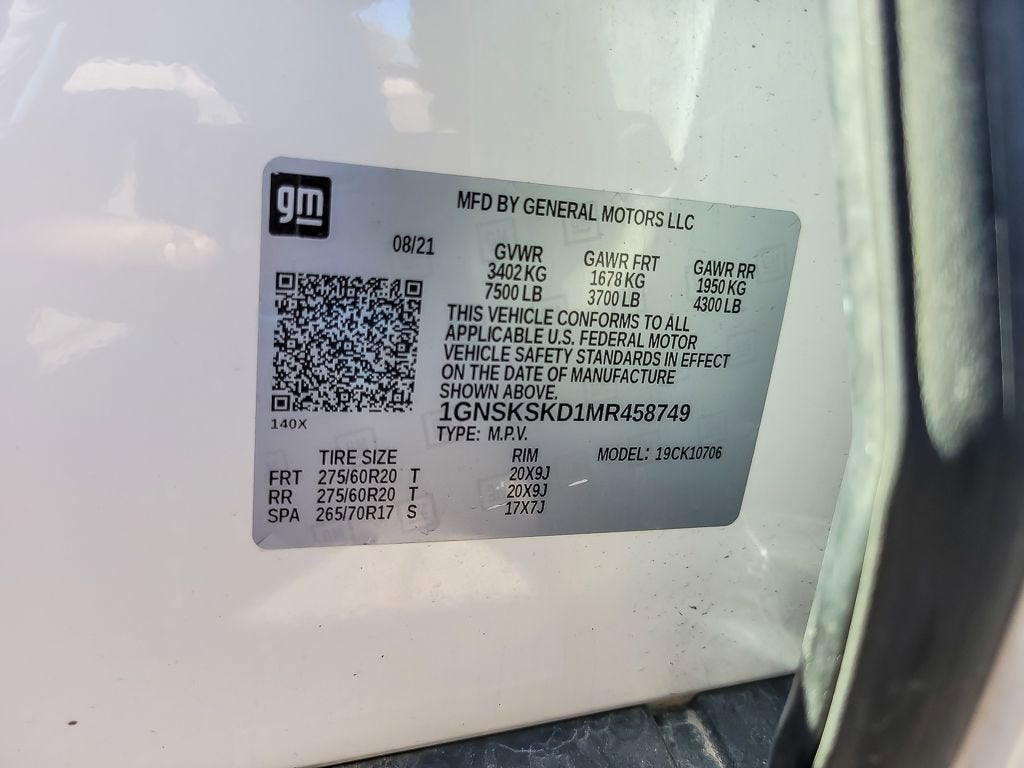 gm
MFD BY GENERAL MOTORS LLC
08/21
GVWR GAWR FRT GAWR RR
3402 KG 1678 KG 1950 KG
7500 LB 3700 LB 4300 LB
THIS VEHICLE CONFORMS TO ALL
APPLICABLE U.S. FEDERAL MOTOR
VEHICLE SAFETY STANDARDS IN EFFECT
ON THE DATE OF MANUFACTURE
SHOWN ABOVE.
1GNSKSKD1MR458749
140X
TYPE: M.P.V.
TIRE SIZE RIM MODEL: 19CK10706
FRT 275/60R20 T 20X9J
RR 275/60R20 T 20X9J
SPA 265/70R17 S 17X7J